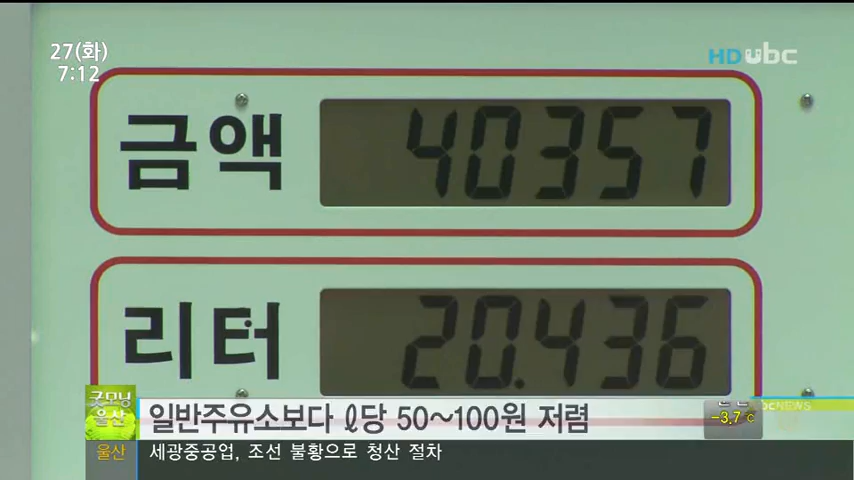 27(화)
7:12
HD ubc
금액 40357
리터 20.436
굿모닝
울산
일반주유소보다 ℓ당 50~100원 저렴
-3.7℃
ubcNEWS
울산
세광중공업, 조선 불황으로 청산 절차